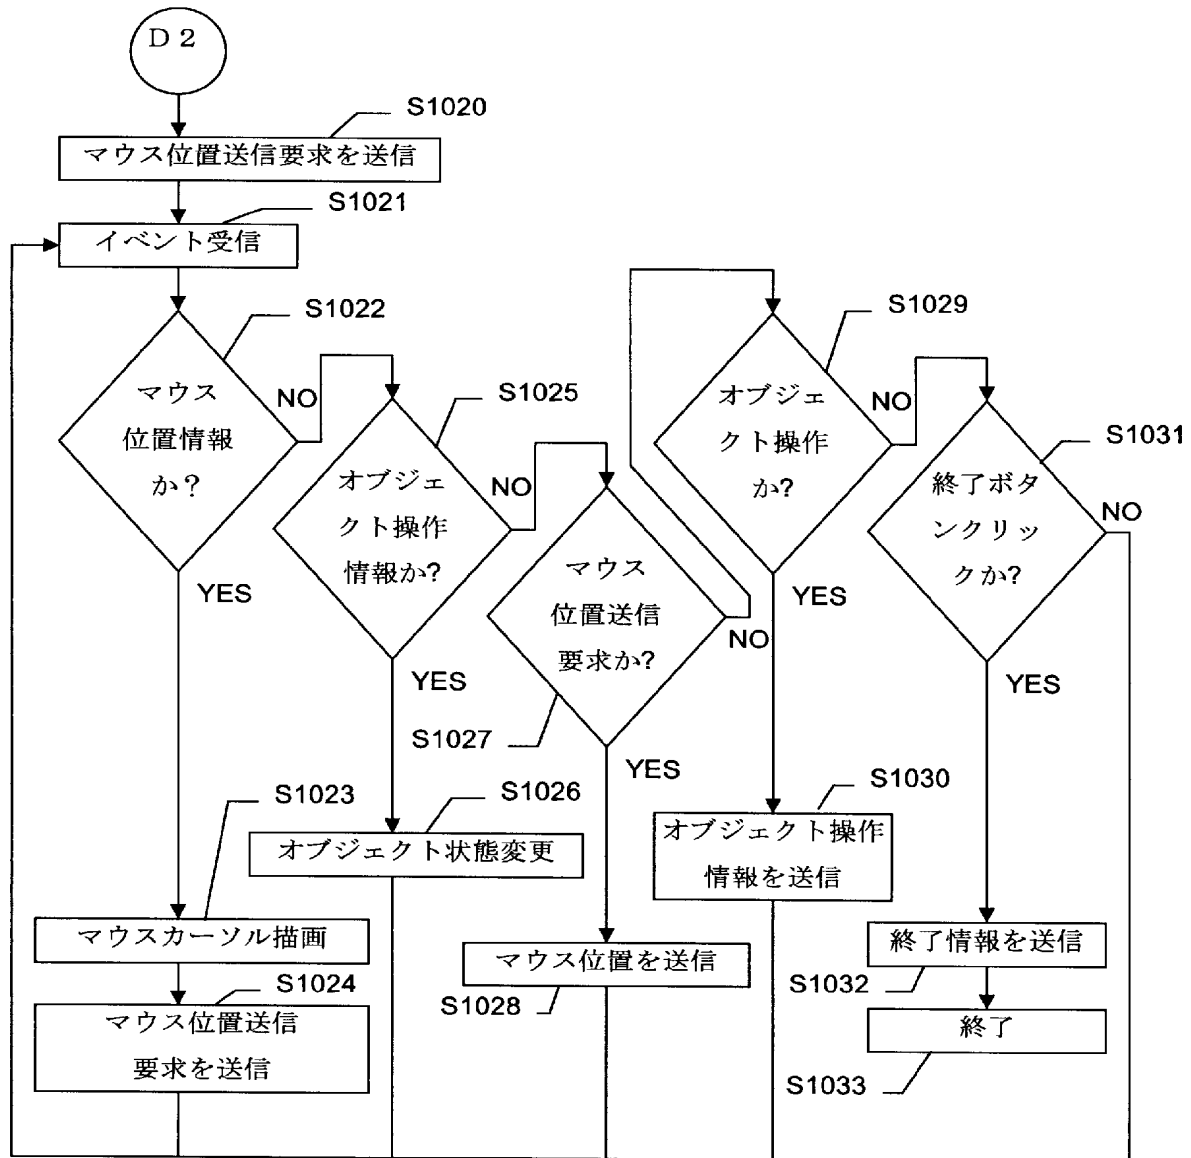 D 2
S1020
マウス位置送信要求を送信
S1021
イベント受信
S1022
マウス
位置情報
か？
NO
YES
S1025
オブジェ
クト操作
情報か?
NO
YES
マウス
位置送信
要求か?
S1027
NO
YES
S1029
オブジェ
クト操作
か?
NO
YES
S1031
終了ボタ
ンクリッ
クか?
NO
YES
S1023
マウスカーソル描画
S1024
マウス位置送信
要求を送信
S1026
オブジェクト状態変更
マウス位置を送信
S1028
S1030
オブジェクト操作
情報を送信
終了情報を送信
S1032
終了
S1033